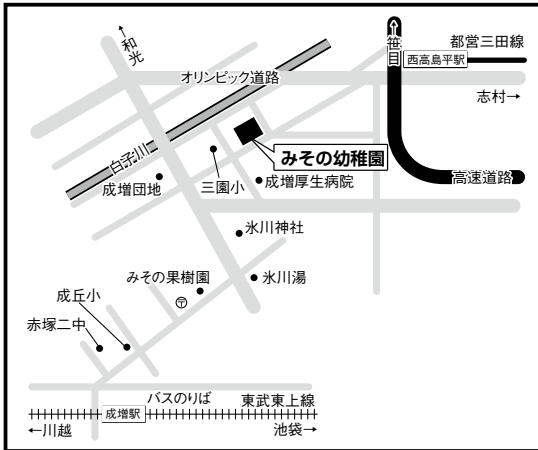 ↑和光
笹目
都営三田線
西高島平駅
オリンピック道路
志村→
白子川
みその幼稚園
三園小
成増団地
成増厚生病院
高速道路
氷川神社
みその果樹園
氷川湯
成丘小
〒
赤塚二中
バスのりば
東武東上線
成増駅
←川越
池袋→